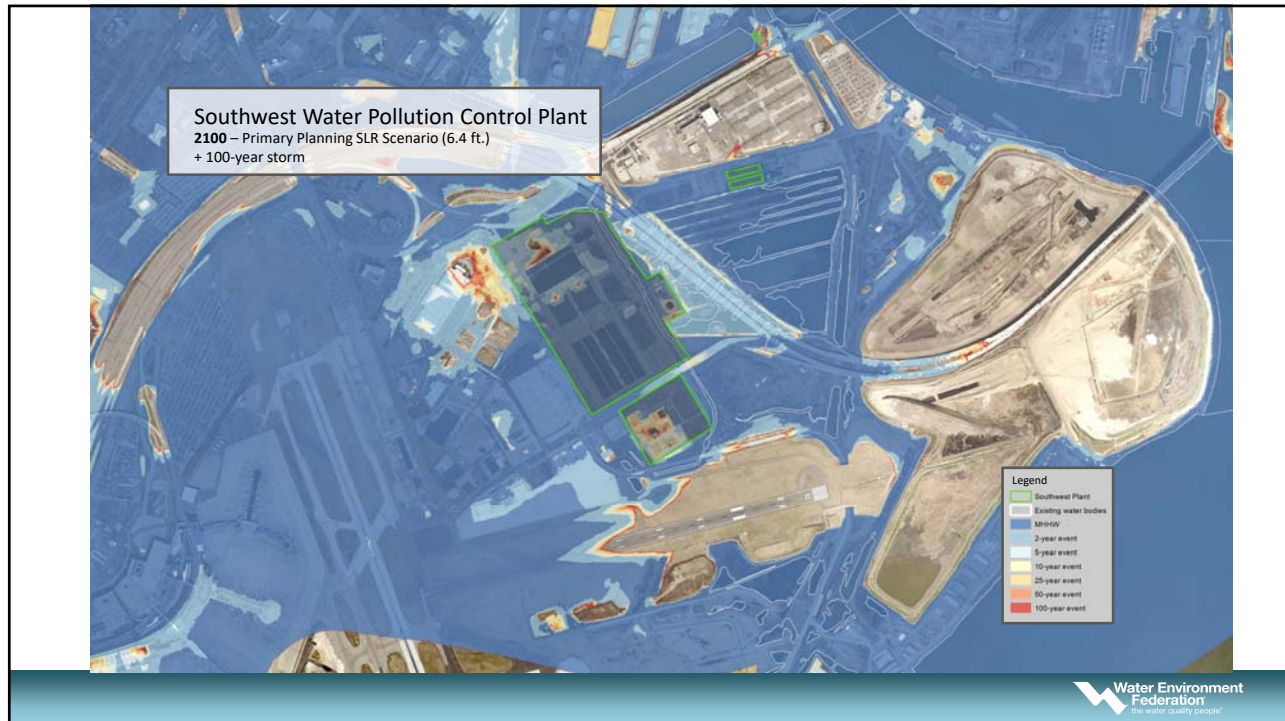 Southwest Water Pollution Control Plant
2100 – Primary Planning SLR Scenario (6.4 ft.)
+ 100-year storm
Legend
Southwest Plant
Existing water bodies
MHHW
2-year event
5-year event
10-year event
25-year event
50-year event
100-year event
Water Environment
Federation
the water quality people®